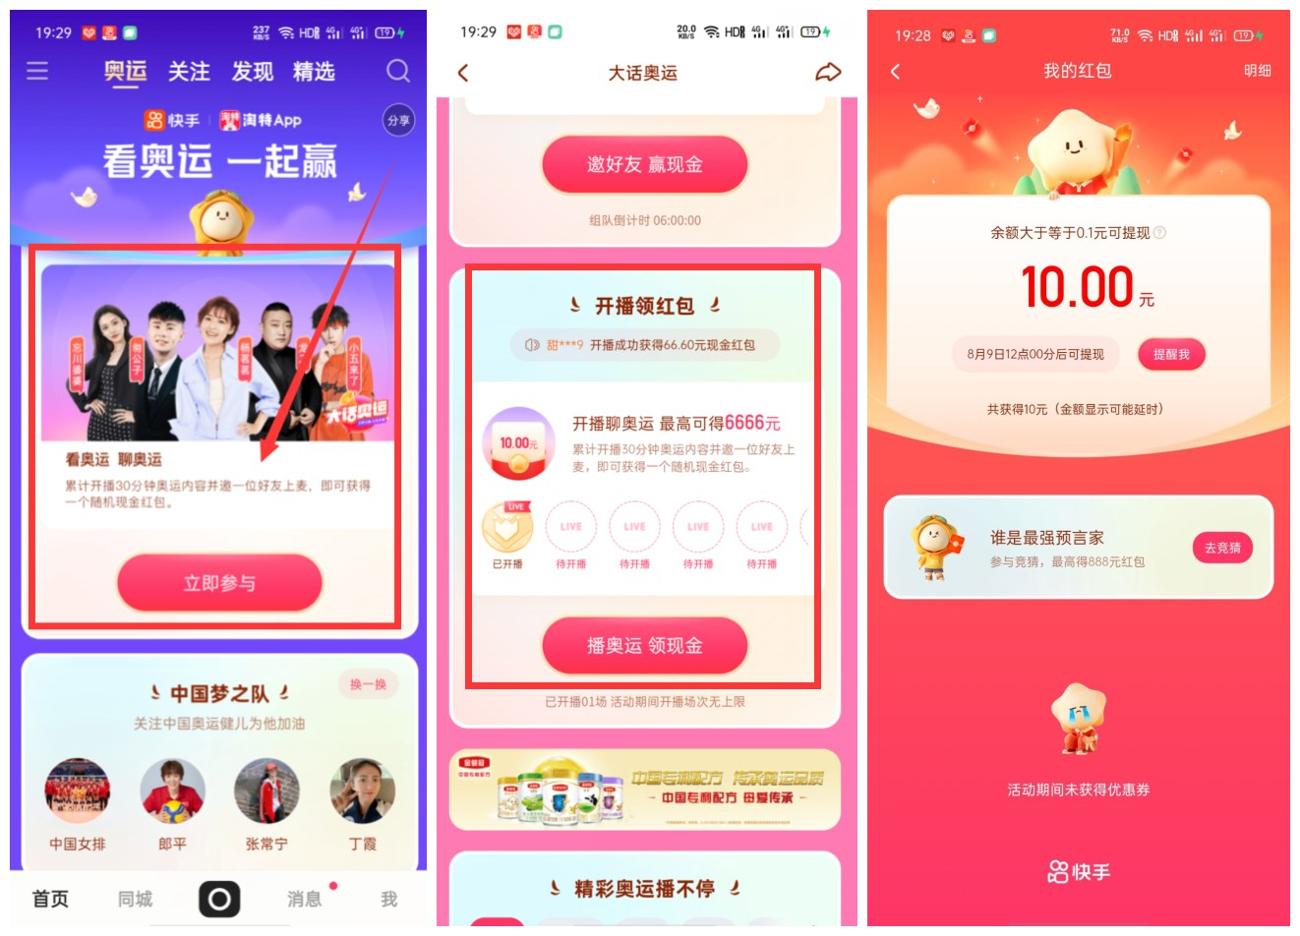 19:29
237 KB/S HD 4G 4G 19
奥运 关注 发现 精选
快手 淘特App
分享
看奥运 一起赢
忘川婆婆
杨茗茗
小五来了
大话奥运
看奥运 聊奥运
累计开播30分钟奥运内容并邀一位好友上麦，即可获得
一个随机现金红包。
立即参与
中国梦之队
换一换
关注中国奥运健儿为他加油
中国女排 郎平 张常宁 丁霞
首页 同城 消息 我
19:29
20.0 KB/S HD 4G 4G 19
大话奥运
邀好友 赢现金
组队倒计时 06:00:00
开播领红包
甜***9 开播成功获得66.60元现金红包
开播聊奥运 最高可得6666元
10.00元
累计开播30分钟奥运内容并邀一位好友上
麦，即可获得一个随机现金红包。
LIVE LIVE LIVE LIVE LIVE
已开播 待开播 待开播 待开播 待开播
播奥运 领现金
已开播01场 活动期间开播场次无上限
中国专利配方 传承奥运品质
中国专利配方 母爱传承
精彩奥运播不停
19:28
71.0 KB/S HD 4G 4G 19
我的红包
明细
余额大于等于0.1元可提现
10.00元
8月9日12点00分后可提现
提醒我
共获得10元（金额显示可能延时）
谁是最强预言家
参与竞猜，最高得888元红包
去竞猜
活动期间未获得优惠券
快手